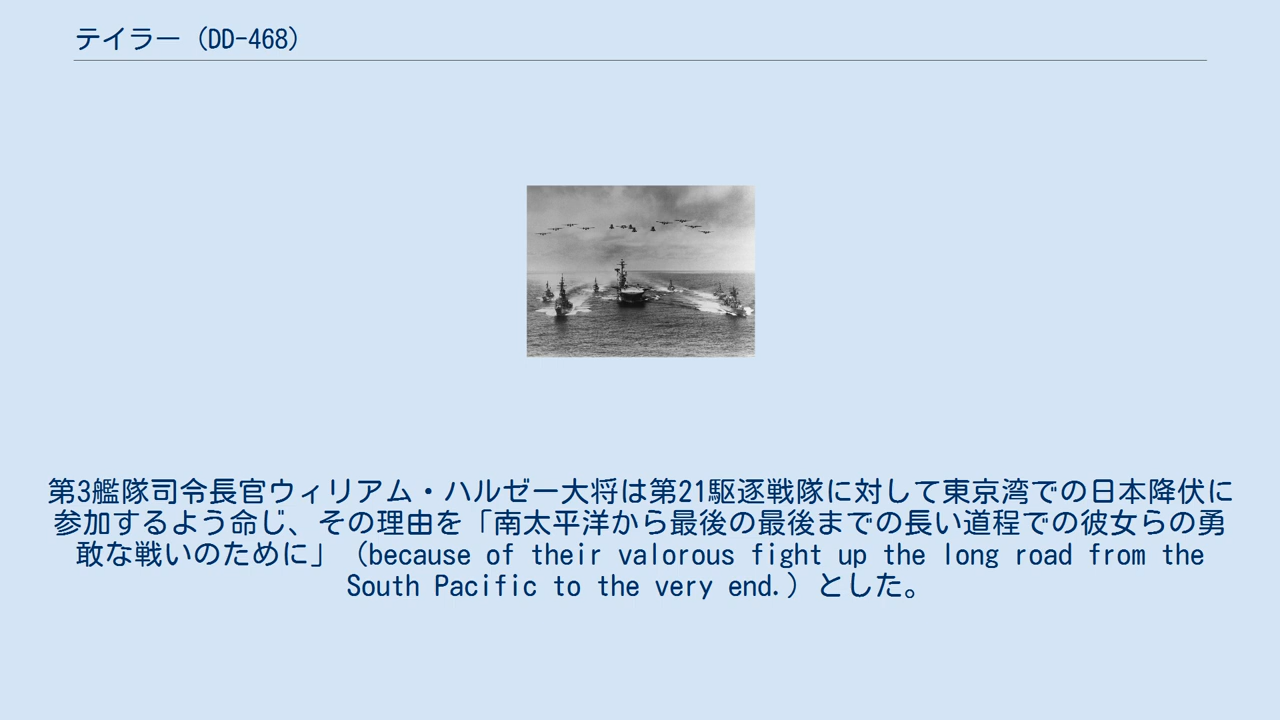 テイラー (DD-468)
第3艦隊司令長官ウィリアム・ハルゼー大将は第21駆逐戦隊に対して東京湾での日本降伏に
参加するよう命じ、その理由を「南太平洋から最後の最後までの長い道程での彼女らの勇
敢な戦いのために」（because of their valorous fight up the long road from the
South Pacific to the very end.）とした。